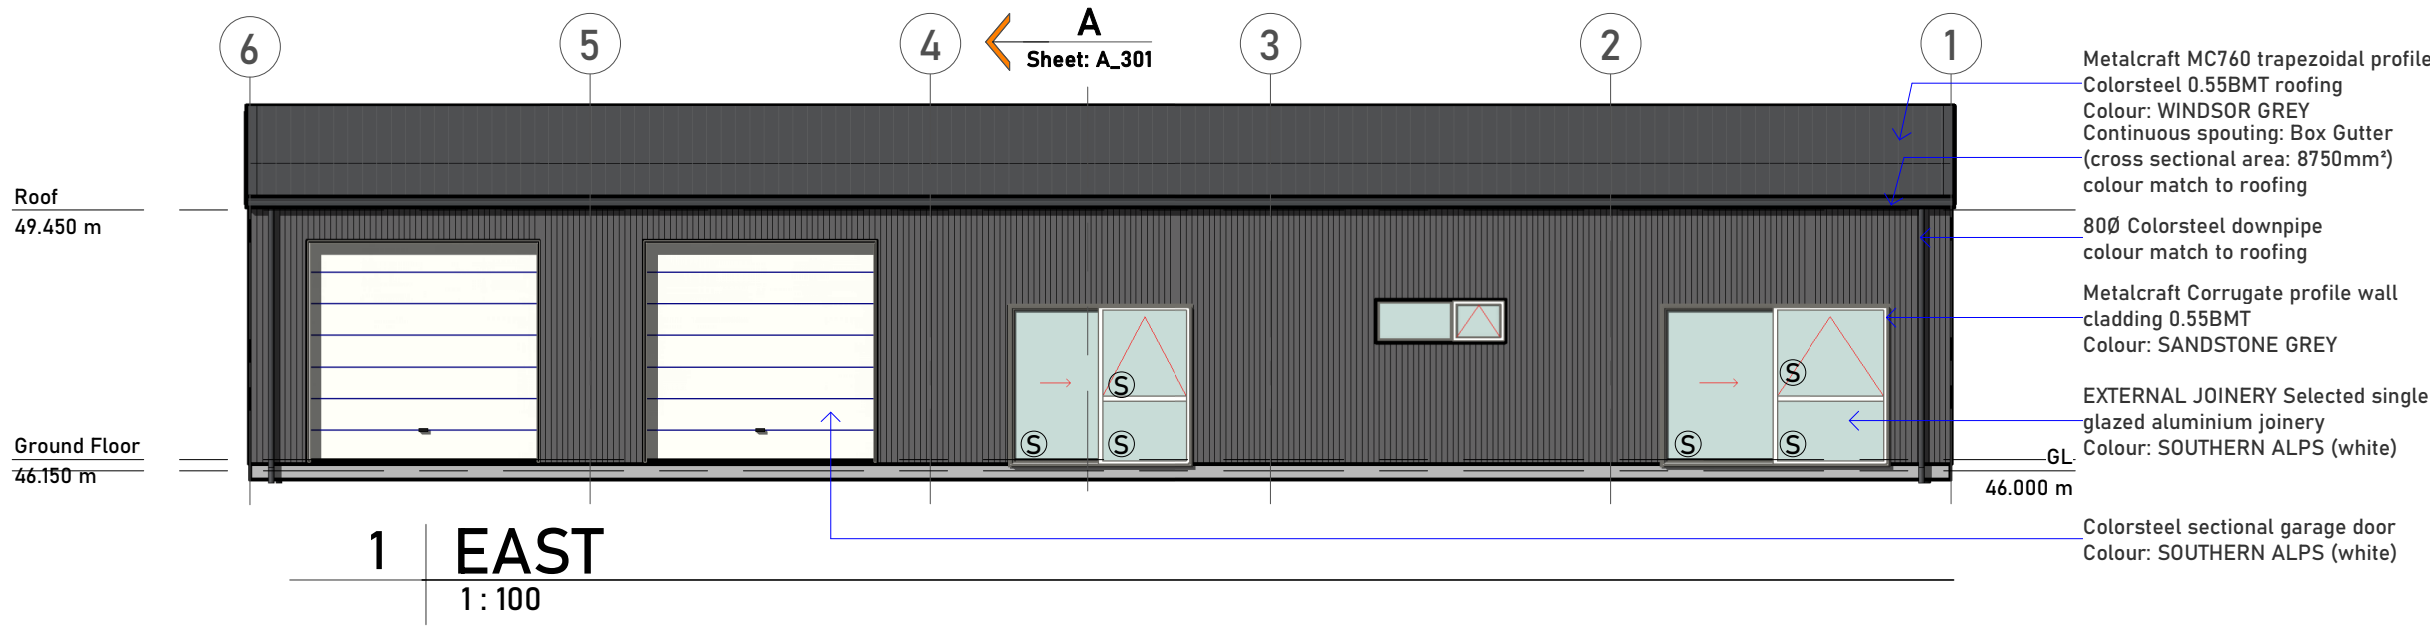 6
5
4
A
Sheet: A_301
3
2
1
Metalcraft MC760 trapezoidal profile
Colorsteel 0.55BMT roofing
Colour: WINDSOR GREY
Continuous spouting: Box Gutter
(cross sectional area: 8750mm²)
colour match to roofing
Roof
49.450 m
80Ø Colorsteel downpipe
colour match to roofing
Metalcraft Corrugate profile wall
cladding 0.55BMT
Colour: SANDSTONE GREY
S
S
S
S
S
S
EXTERNAL JOINERY Selected single
glazed aluminium joinery
Colour: SOUTHERN ALPS (white)
Ground Floor
46.150 m
GL
46.000 m
Colorsteel sectional garage door
Colour: SOUTHERN ALPS (white)
1
EAST
1 : 100